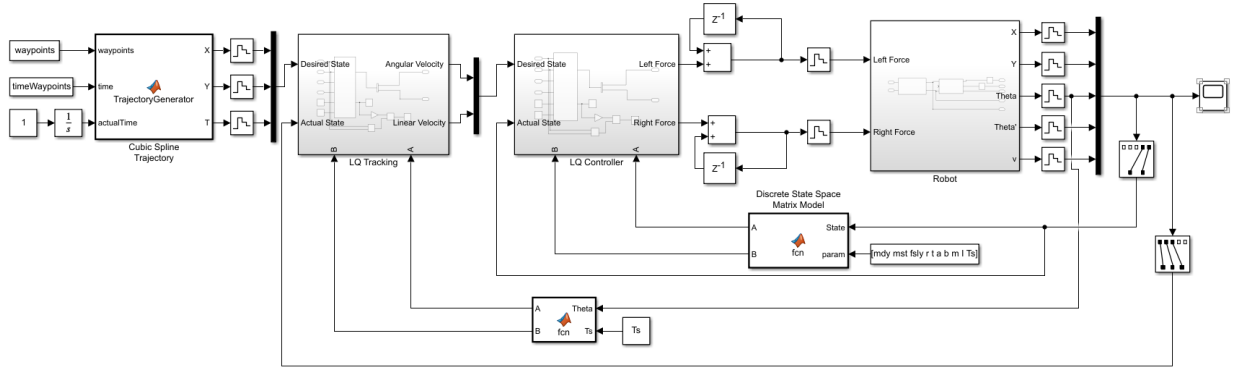 waypoints
timeWaypoints
1
1
s
waypoints
time
actualTime
TrajectoryGenerator
X
Y
T
Cubic Spline
Trajectory
Desired State
Actual State
Angular Velocity
Linear Velocity
B
A
LQ Tracking
Desired State
Actual State
Left Force
Right Force
B
A
LQ Controller
Z-1
+
+
+
+
Z-1
Left Force
Right Force
X
Y
Theta
Theta'
v
Robot
Discrete State Space
Matrix Model
A
B
State
param
fcn
[mdy mst fsly r t a b m l Ts]
A
B
Theta
Ts
fcn
Ts